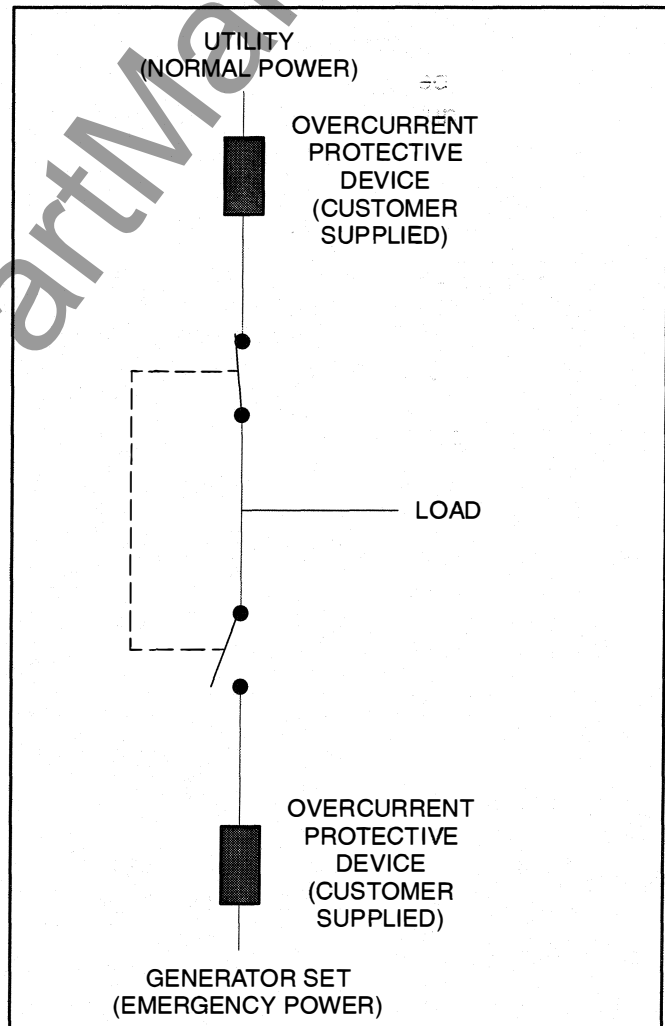 UTILITY
(NORMAL POWER)
OVERCURRENT
PROTECTIVE
DEVICE
(CUSTOMER
SUPPLIED)
LOAD
OVERCURRENT
PROTECTIVE
DEVICE
(CUSTOMER
SUPPLIED)
GENERATOR SET
(EMERGENCY POWER)